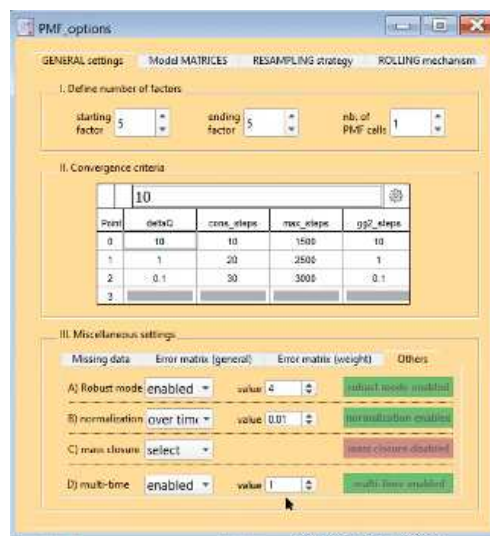 PMF_options
GENERAL settings Model MATRICES RESAMPLING strategy ROLLING mechanism
I. Define number of factors
starting factor 5 ending factor 5 nb. of PMF cells 1
II. Convergence criteria
10
Point deltaQ cons_steps max_steps gg2_steps
0 10 10 1500 10
1 1 20 2500 1
2 0.1 30 3000 0.1
3
III. Miscellaneous settings
Missing data Error matrix (general) Error matrix (weight) Others
A) Robust mode enabled value 4 robust mode enabled
B) normalization over time value 0.01 normalization enabled
C) mass closure select mass closure disabled
D) multi-time enabled value 1 multi-time enabled